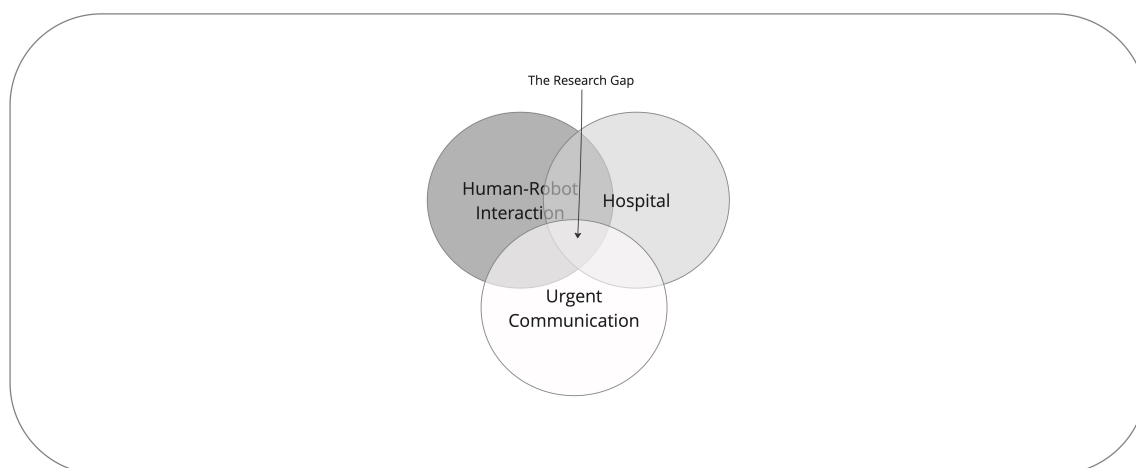 The Research Gap
Human-Robot
Interaction
Hospital
Urgent
Communication